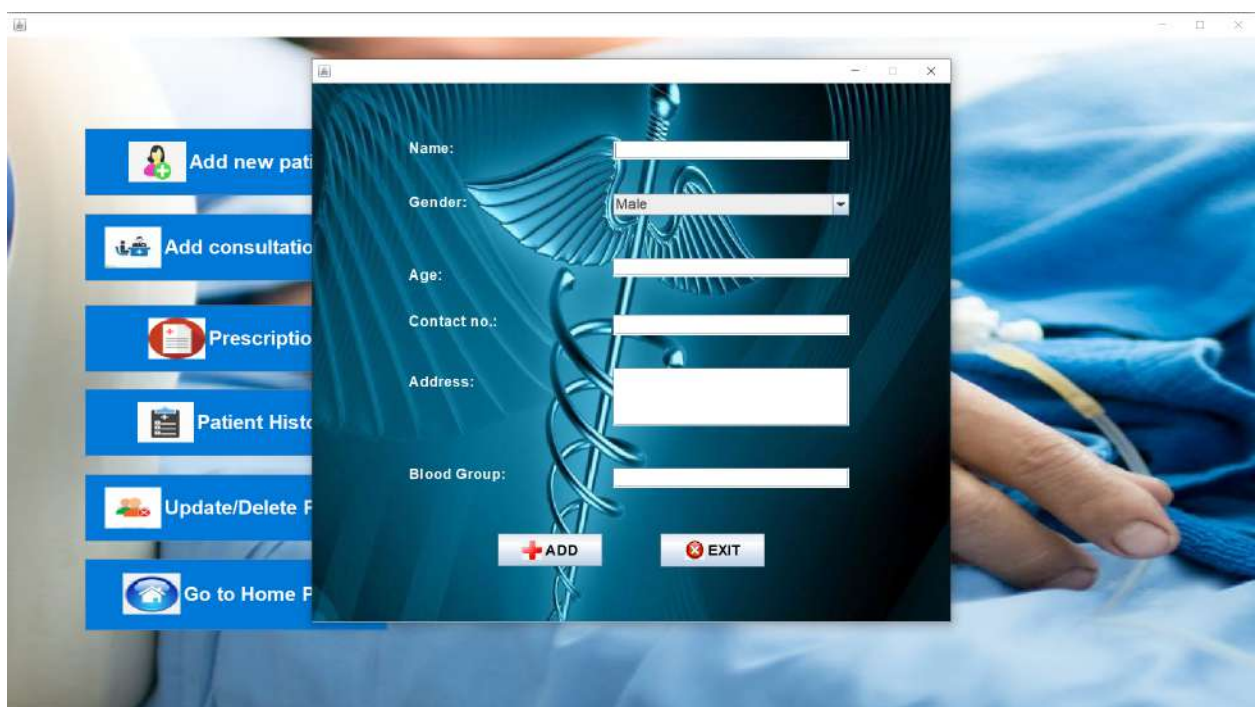 Add new pati
Add consultatio
Prescriptio
Patient Histo
Update/Delete P
Go to Home P
Name:
Gender:
Male
Age:
Contact no.:
Address:
Blood Group:
ADD
EXIT